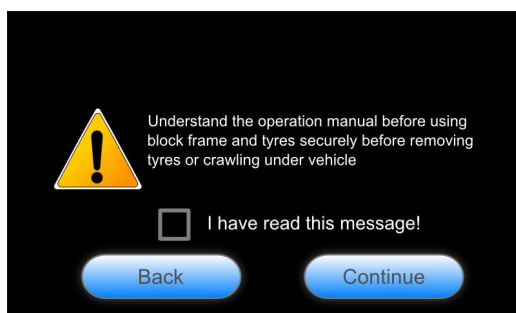 Understand the operation manual before using
block frame and tyres securely before removing
tyres or crawling under vehicle
I have read this message!
Back
Continue